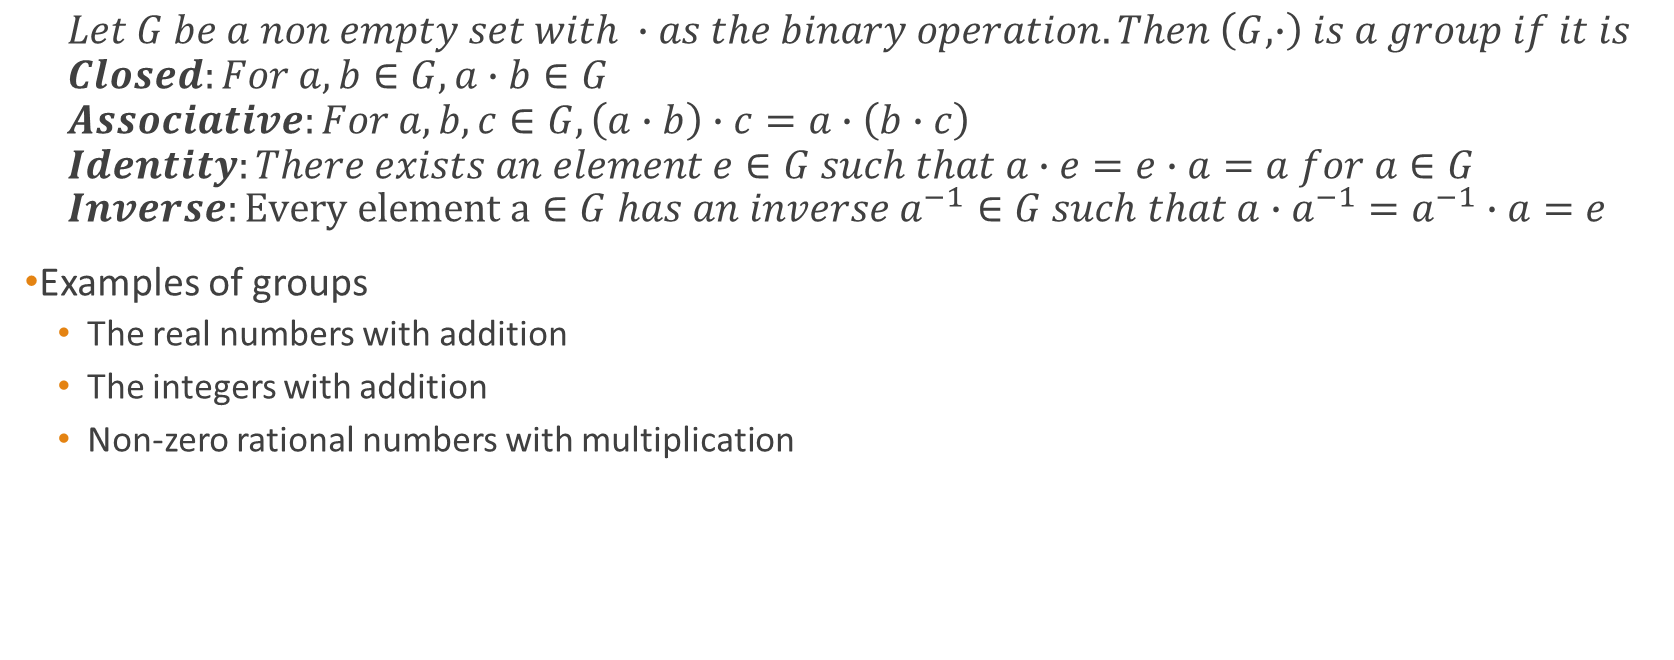 Let G be a non empty set with · as the binary operation.Then (G,·) is a group if it is
Closed: For a, b ∈ G, a · b ∈ G
Associative: For a, b, c ∈ G, (a · b) · c = a · (b · c)
Identity: There exists an element e ∈ G such that a · e = e · a = a for a ∈ G
Inverse: Every element a ∈ G has an inverse a⁻¹ ∈ G such that a · a⁻¹ = a⁻¹ · a = e
•Examples of groups
• The real numbers with addition
• The integers with addition
• Non-zero rational numbers with multiplication